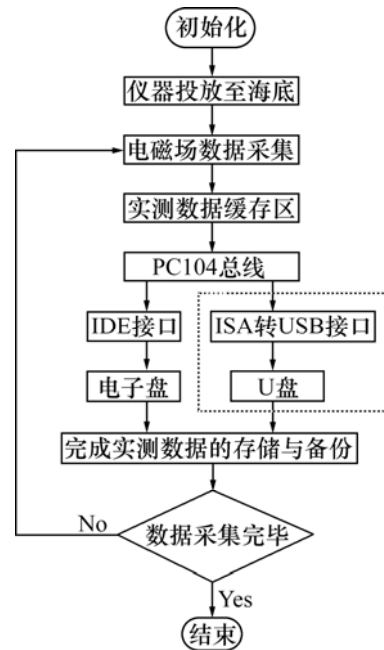 初始化
仪器投放至海底
电磁场数据采集
实测数据缓存区
PC104总线
IDE接口
ISA转USB接口
电子盘
U盘
完成实测数据的存储与备份
No
数据采集完毕
Yes
结束